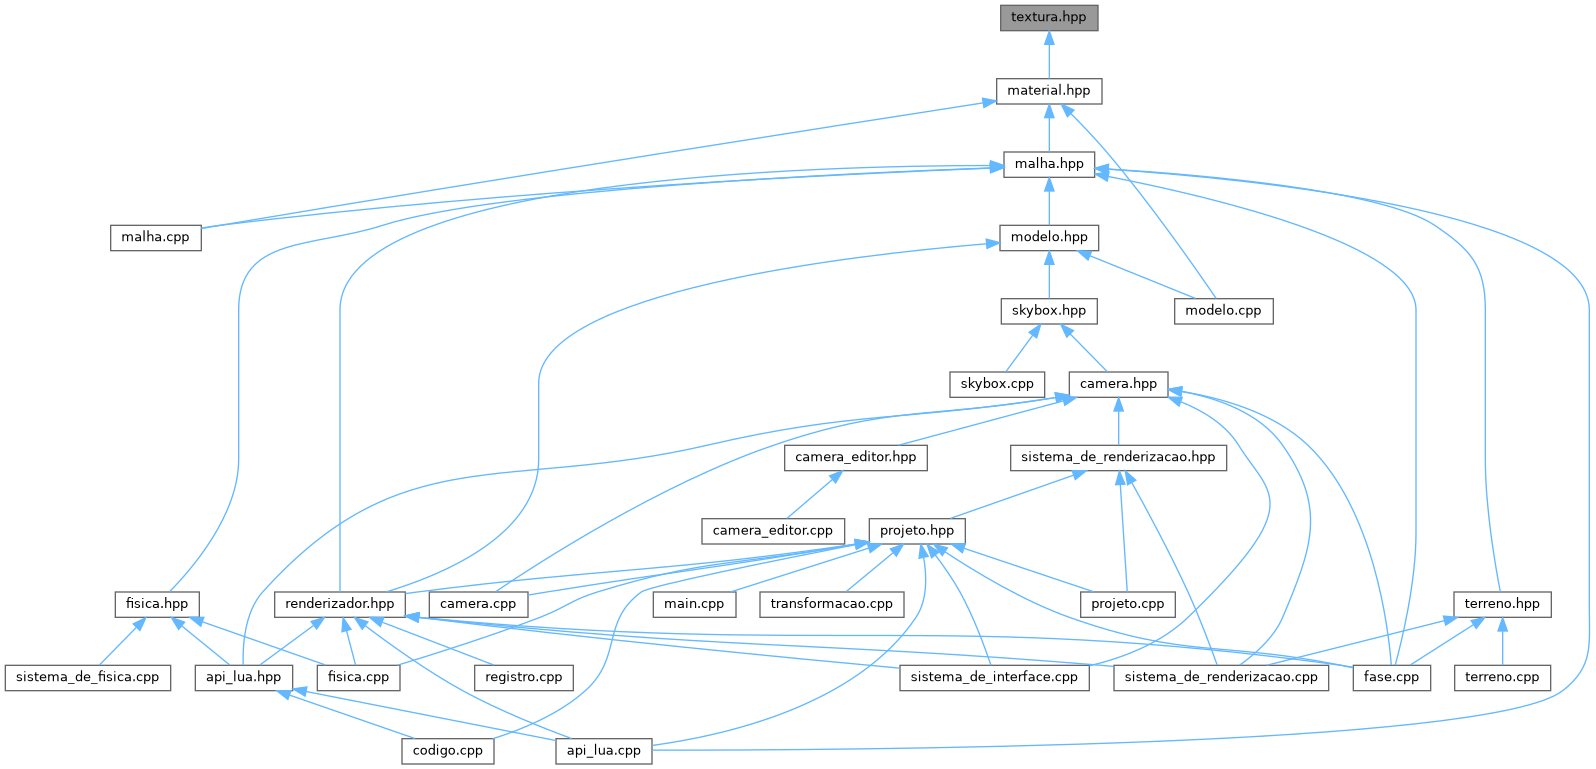 textura.hpp
material.hpp
malha.hpp
malha.cpp
modelo.hpp
skybox.hpp
modelo.cpp
skybox.cpp
camera.hpp
camera_editor.hpp
sistema_de_renderizacao.hpp
camera_editor.cpp
projeto.hpp
fisica.hpp
renderizador.hpp
camera.cpp
main.cpp
transformacao.cpp
projeto.cpp
terreno.hpp
sistema_de_fisica.cpp
api_lua.hpp
fisica.cpp
registro.cpp
sistema_de_interface.cpp
sistema_de_renderizacao.cpp
fase.cpp
terreno.cpp
codigo.cpp
api_lua.cpp